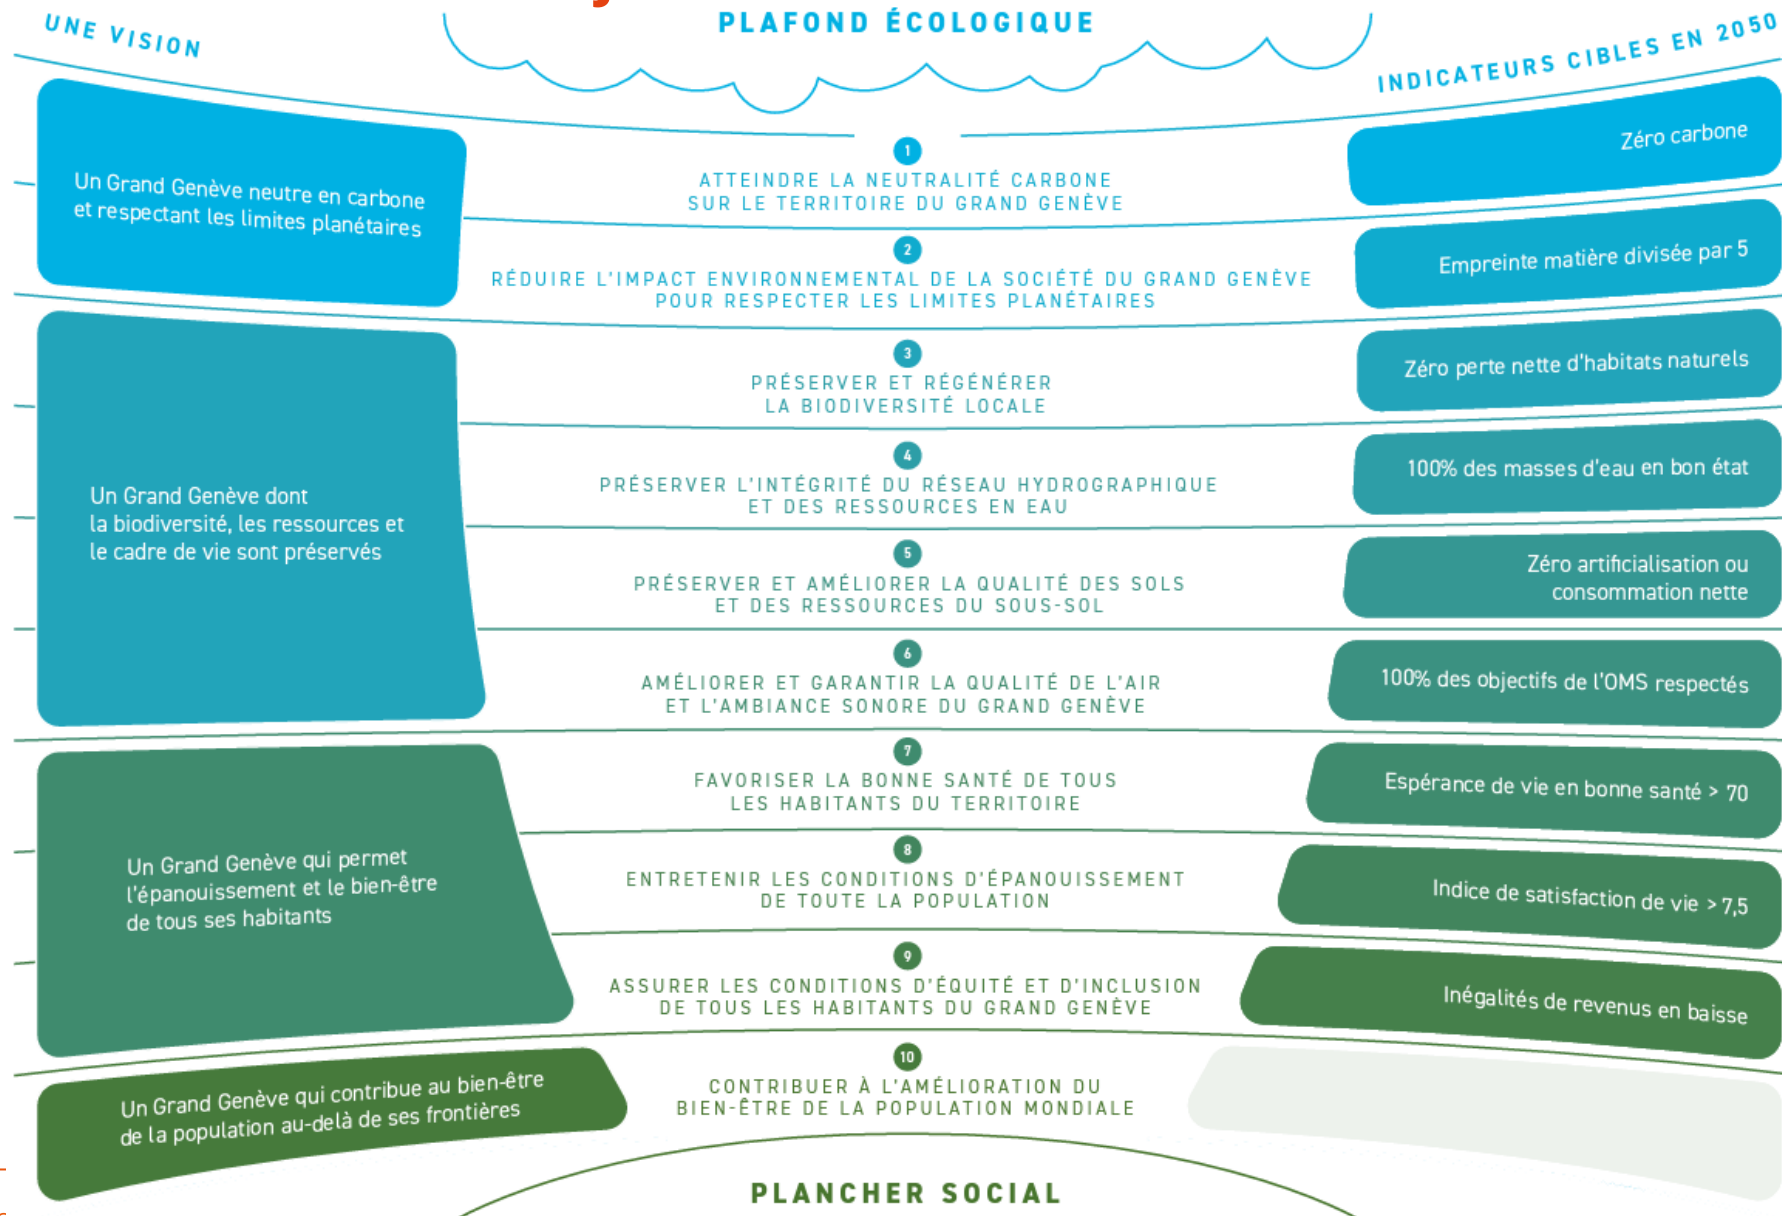 UNE VISION
PLAFOND ÉCOLOGIQUE
INDICATEURS CIBLES EN 2050
Un Grand Genève neutre en carbone
et respectant les limites planétaires
1
ATTEINDRE LA NEUTRALITÉ CARBONE
SUR LE TERRITOIRE DU GRAND GENÈVE
Zéro carbone
2
RÉDUIRE L'IMPACT ENVIRONNEMENTAL DE LA SOCIÉTÉ DU GRAND GENÈVE
POUR RESPECTER LES LIMITES PLANÉTAIRES
Empreinte matière divisée par 5
Un Grand Genève dont
la biodiversité, les ressources et
le cadre de vie sont préservés
3
PRÉSERVER ET RÉGÉNÉRER
LA BIODIVERSITÉ LOCALE
Zéro perte nette d'habitats naturels
4
PRÉSERVER L'INTÉGRITÉ DU RÉSEAU HYDROGRAPHIQUE
ET DES RESSOURCES EN EAU
100% des masses d'eau en bon état
5
PRÉSERVER ET AMÉLIORER LA QUALITÉ DES SOLS
ET DES RESSOURCES DU SOUS-SOL
Zéro artificialisation ou
consommation nette
6
AMÉLIORER ET GARANTIR LA QUALITÉ DE L'AIR
ET L'AMBIANCE SONORE DU GRAND GENÈVE
100% des objectifs de l'OMS respectés
Un Grand Genève qui permet
l'épanouissement et le bien-être
de tous ses habitants
7
FAVORISER LA BONNE SANTÉ DE TOUS
LES HABITANTS DU TERRITOIRE
Espérance de vie en bonne santé > 70
8
ENTRETENIR LES CONDITIONS D'ÉPANOUISSEMENT
DE TOUTE LA POPULATION
Indice de satisfaction de vie > 7,5
9
ASSURER LES CONDITIONS D'ÉQUITÉ ET D'INCLUSION
DE TOUS LES HABITANTS DU GRAND GENÈVE
Inégalités de revenus en baisse
Un Grand Genève qui contribue au bien-être
de la population au-delà de ses frontières
10
CONTRIBUER À L'AMÉLIORATION DU
BIEN-ÊTRE DE LA POPULATION MONDIALE
PLANCHER SOCIAL